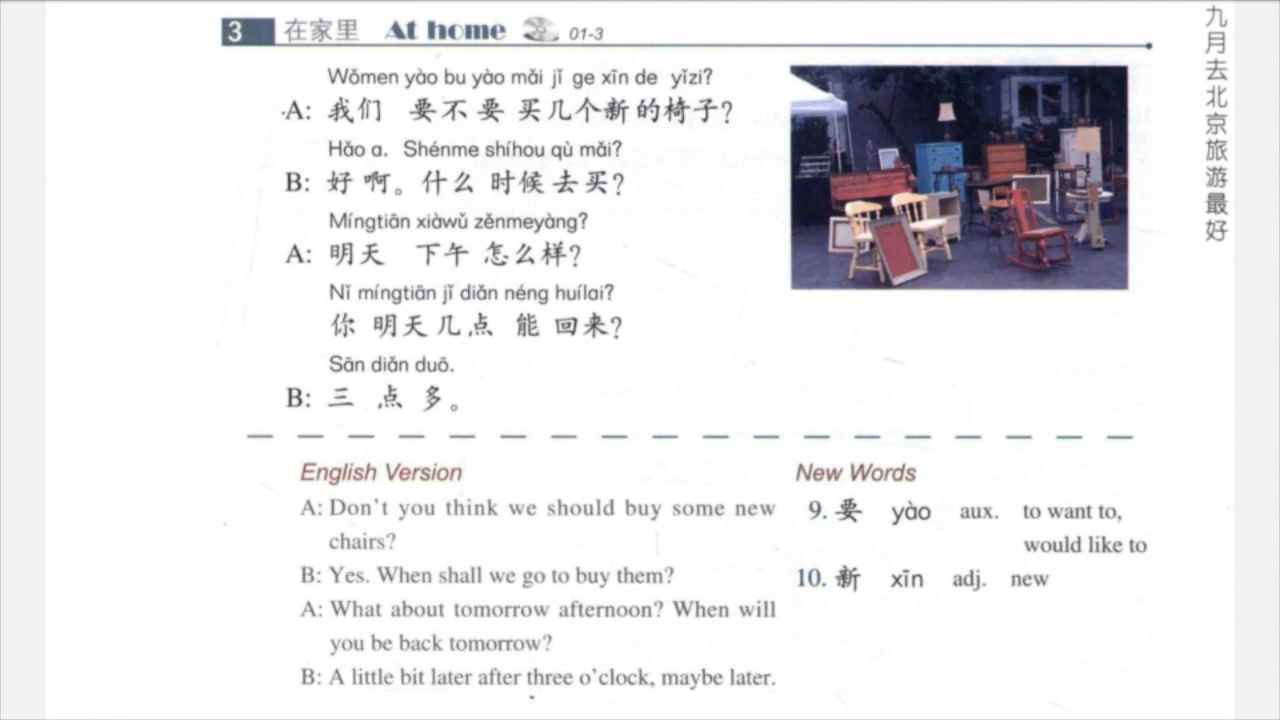 3 在家里 At home 01-3
Wǒmen yào bu yào mǎi jǐ ge xīn de yǐzi?
A: 我们 要不要买几个新的椅子?
Hǎo a. Shénme shíhou qù mǎi?
B: 好啊。什么时候去买?
Míngtiān xiàwǔ zěnmeyàng?
A: 明天 下午 怎么样?
Nǐ míngtiān jǐ diǎn néng huílai?
你 明天几点 能 回来?
Sān diǎn duō.
B: 三 点 多。
English Version
A: Don't you think we should buy some new
chairs?
B: Yes. When shall we go to buy them?
A: What about tomorrow afternoon? When will
you be back tomorrow?
B: A little bit later after three o'clock, maybe later.
New Words
9. 要 yào aux. to want to,
would like to
10. 新 xīn adj. new
九月去北京旅游最好